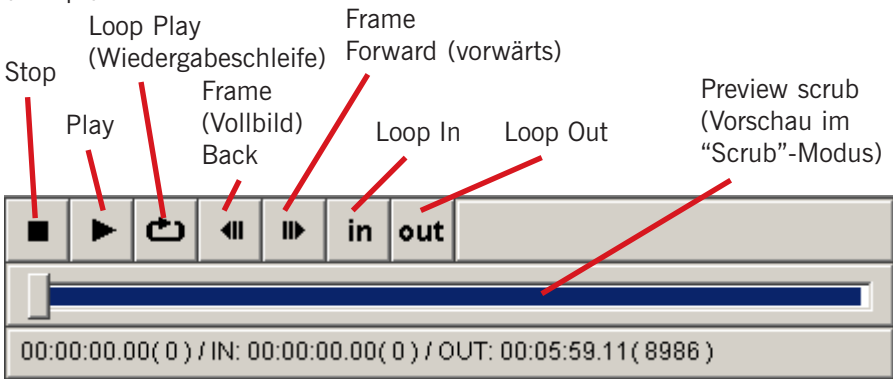 Loop Play
(Wiedergabeschleife)
Frame
Forward (vorwärts)
Stop
Play
Frame
(Vollbild)
Back
Loop In
Loop Out
Preview scrub
(Vorschau im
“Scrub”-Modus)
in
out
00:00:00.00( 0 ) / IN: 00:00:00.00( 0 ) / OUT: 00:05:59.11( 8986 )